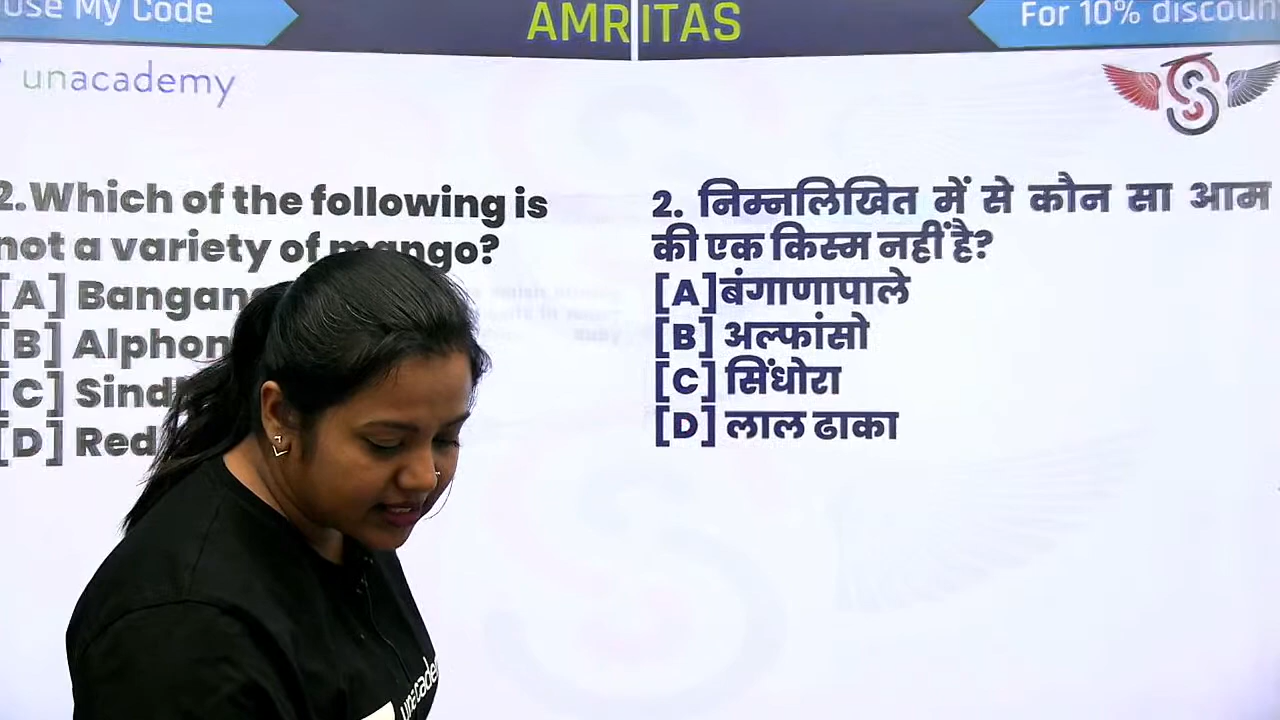 use My Code
AMRITAS
For 10% discoun
unacademy
2. Which of the following is
not a variety of mango?
[A] Bangana
[B] Alphon
[C] Sind
[D] Red
2. निम्नलिखित में से कौन सा आम
की एक किस्म नहीं है?
[A] बंगाणापाले
[B] अल्फांसो
[C] सिंधोरा
[D] लाल ढाका
unacade